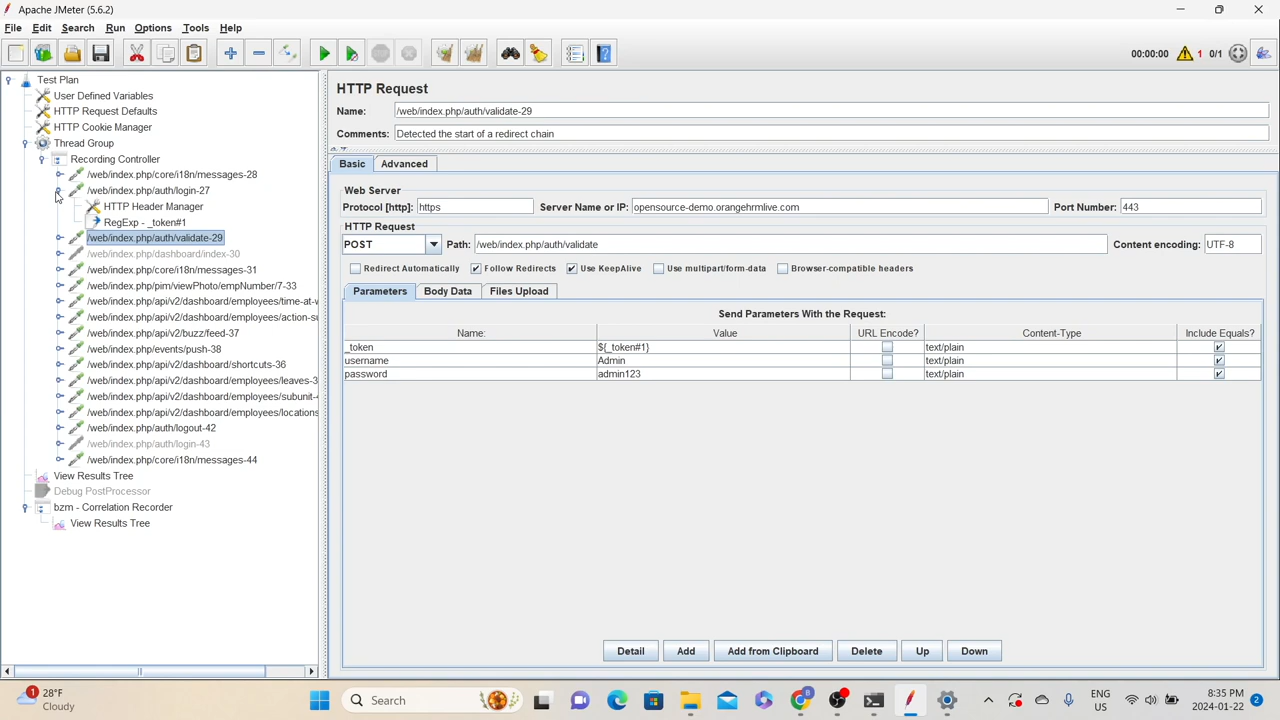 Apache JMeter (5.6.2)
File Edit Search Run Options Tools Help
00:00:00 1 0/1
Test Plan
User Defined Variables
HTTP Request Defaults
HTTP Cookie Manager
Thread Group
Recording Controller
/web/index.php/core/i18n/messages-28
/web/index.php/auth/login-27
HTTP Header Manager
RegExp - _token#1
/web/index.php/auth/validate-29
/web/index.php/dashboard/index-30
/web/index.php/core/i18n/messages-31
/web/index.php/pim/viewPhoto/empNumber/7-33
/web/index.php/api/v2/dashboard/employees/time-at-w
/web/index.php/api/v2/dashboard/employees/action-su
/web/index.php/api/v2/buzz/feed-37
/web/index.php/events/push-38
/web/index.php/api/v2/dashboard/shortcuts-36
/web/index.php/api/v2/dashboard/employees/leaves-3
/web/index.php/api/v2/dashboard/employees/subunit-4
/web/index.php/api/v2/dashboard/employees/locations
/web/index.php/auth/logout-42
/web/index.php/auth/login-43
/web/index.php/core/i18n/messages-44
View Results Tree
Debug PostProcessor
bzm - Correlation Recorder
View Results Tree
HTTP Request
Name: /web/index.php/auth/validate-29
Comments: Detected the start of a redirect chain
Basic Advanced
Web Server
Protocol [http]: https Server Name or IP: opensource-demo.orangehrmlive.com Port Number: 443
HTTP Request
POST Path: /web/index.php/auth/validate Content encoding: UTF-8
Redirect Automatically Follow Redirects Use KeepAlive Use multipart/form-data Browser-compatible headers
Parameters Body Data Files Upload
Send Parameters With the Request:
Name: Value URL Encode? Content-Type Include Equals?
_token ${_token#1} text/plain
username Admin text/plain
password admin123 text/plain
Detail Add Add from Clipboard Delete Up Down
1 28°F
Cloudy
Search
ENG
US
8:35 PM
2024-01-22
2